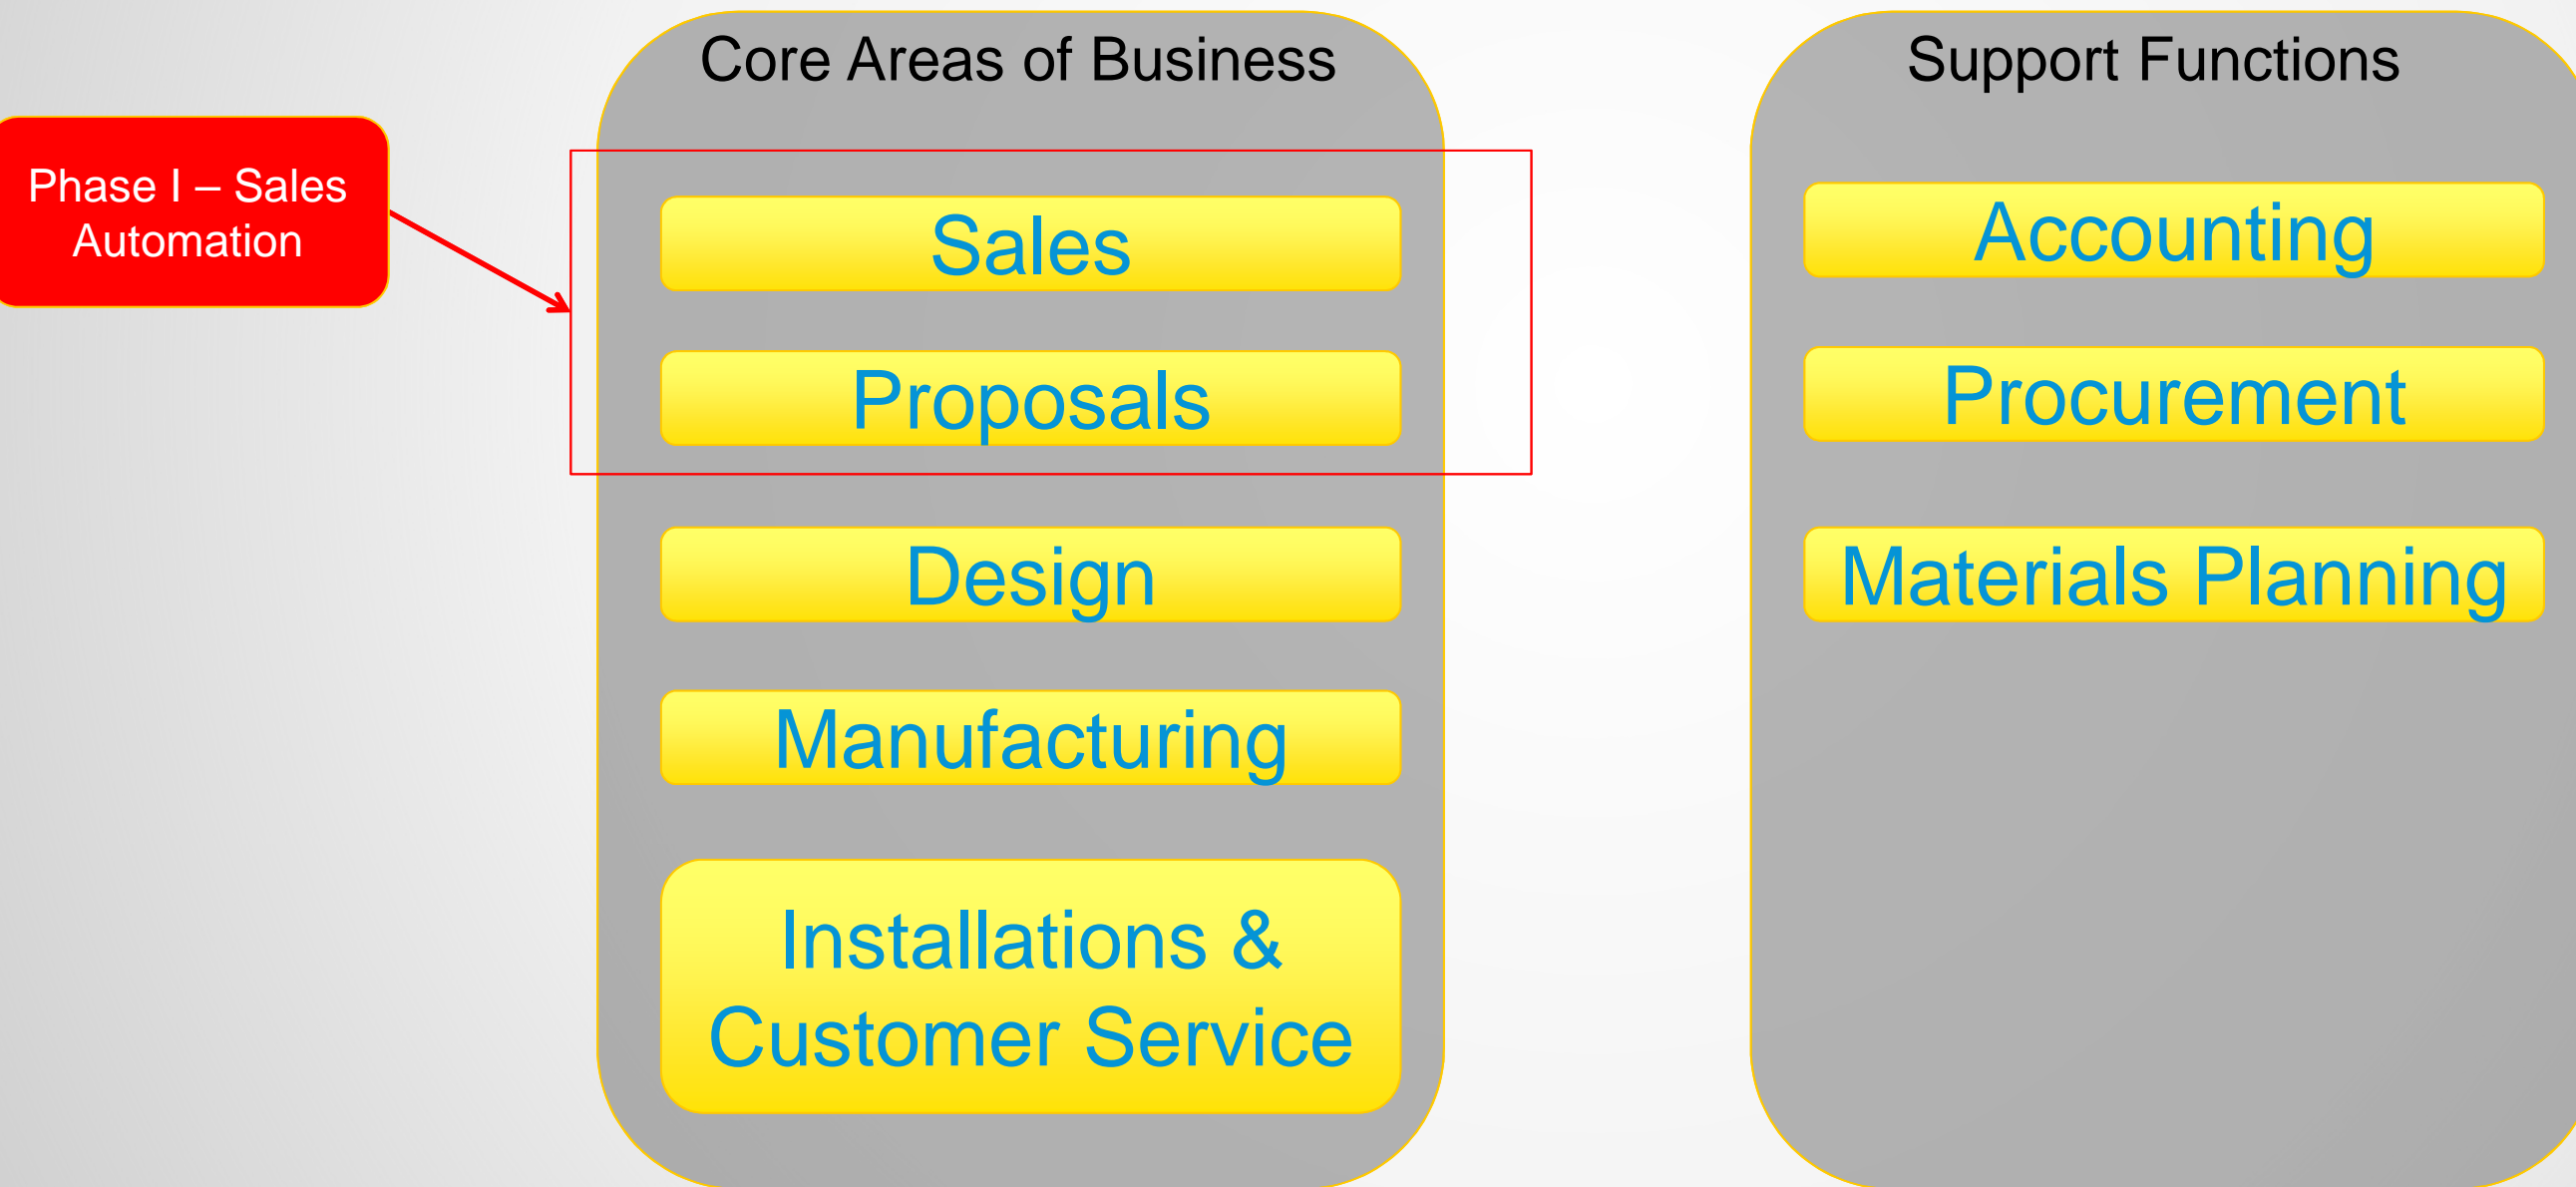 Core Areas of Business
Support Functions
Phase I – Sales
Automation
Sales
Proposals
Design
Manufacturing
Installations &
Customer Service
Accounting
Procurement
Materials Planning